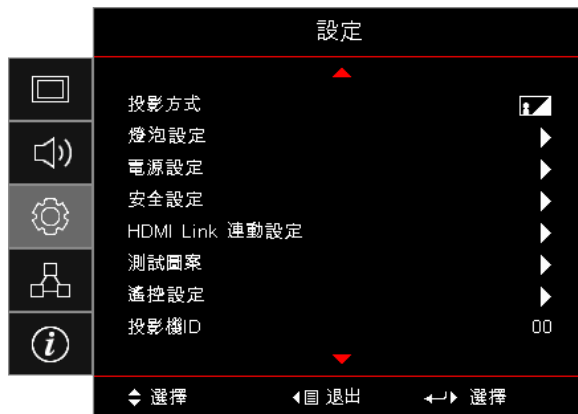 設定
投影方式
燈泡設定
電源設定
安全設定
HDMI Link 連動設定
測試圖案
遙控設定
投影機ID 00
選擇 退出 選擇